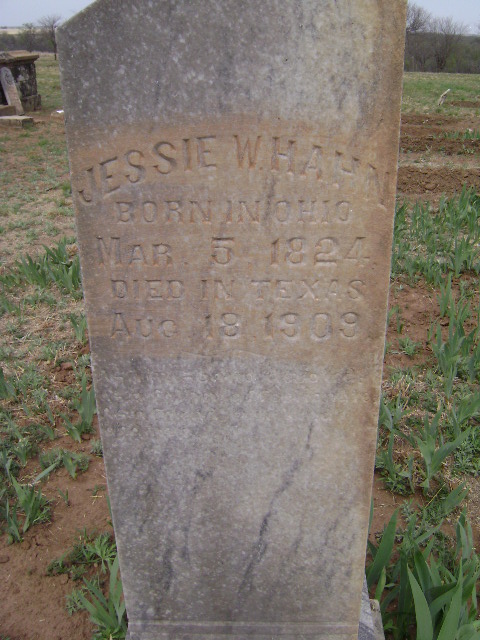 JESSIE W. HAHN
BORN IN OHIO
MAR. 5 1824
DIED IN TEXAS
AUG 18 1909